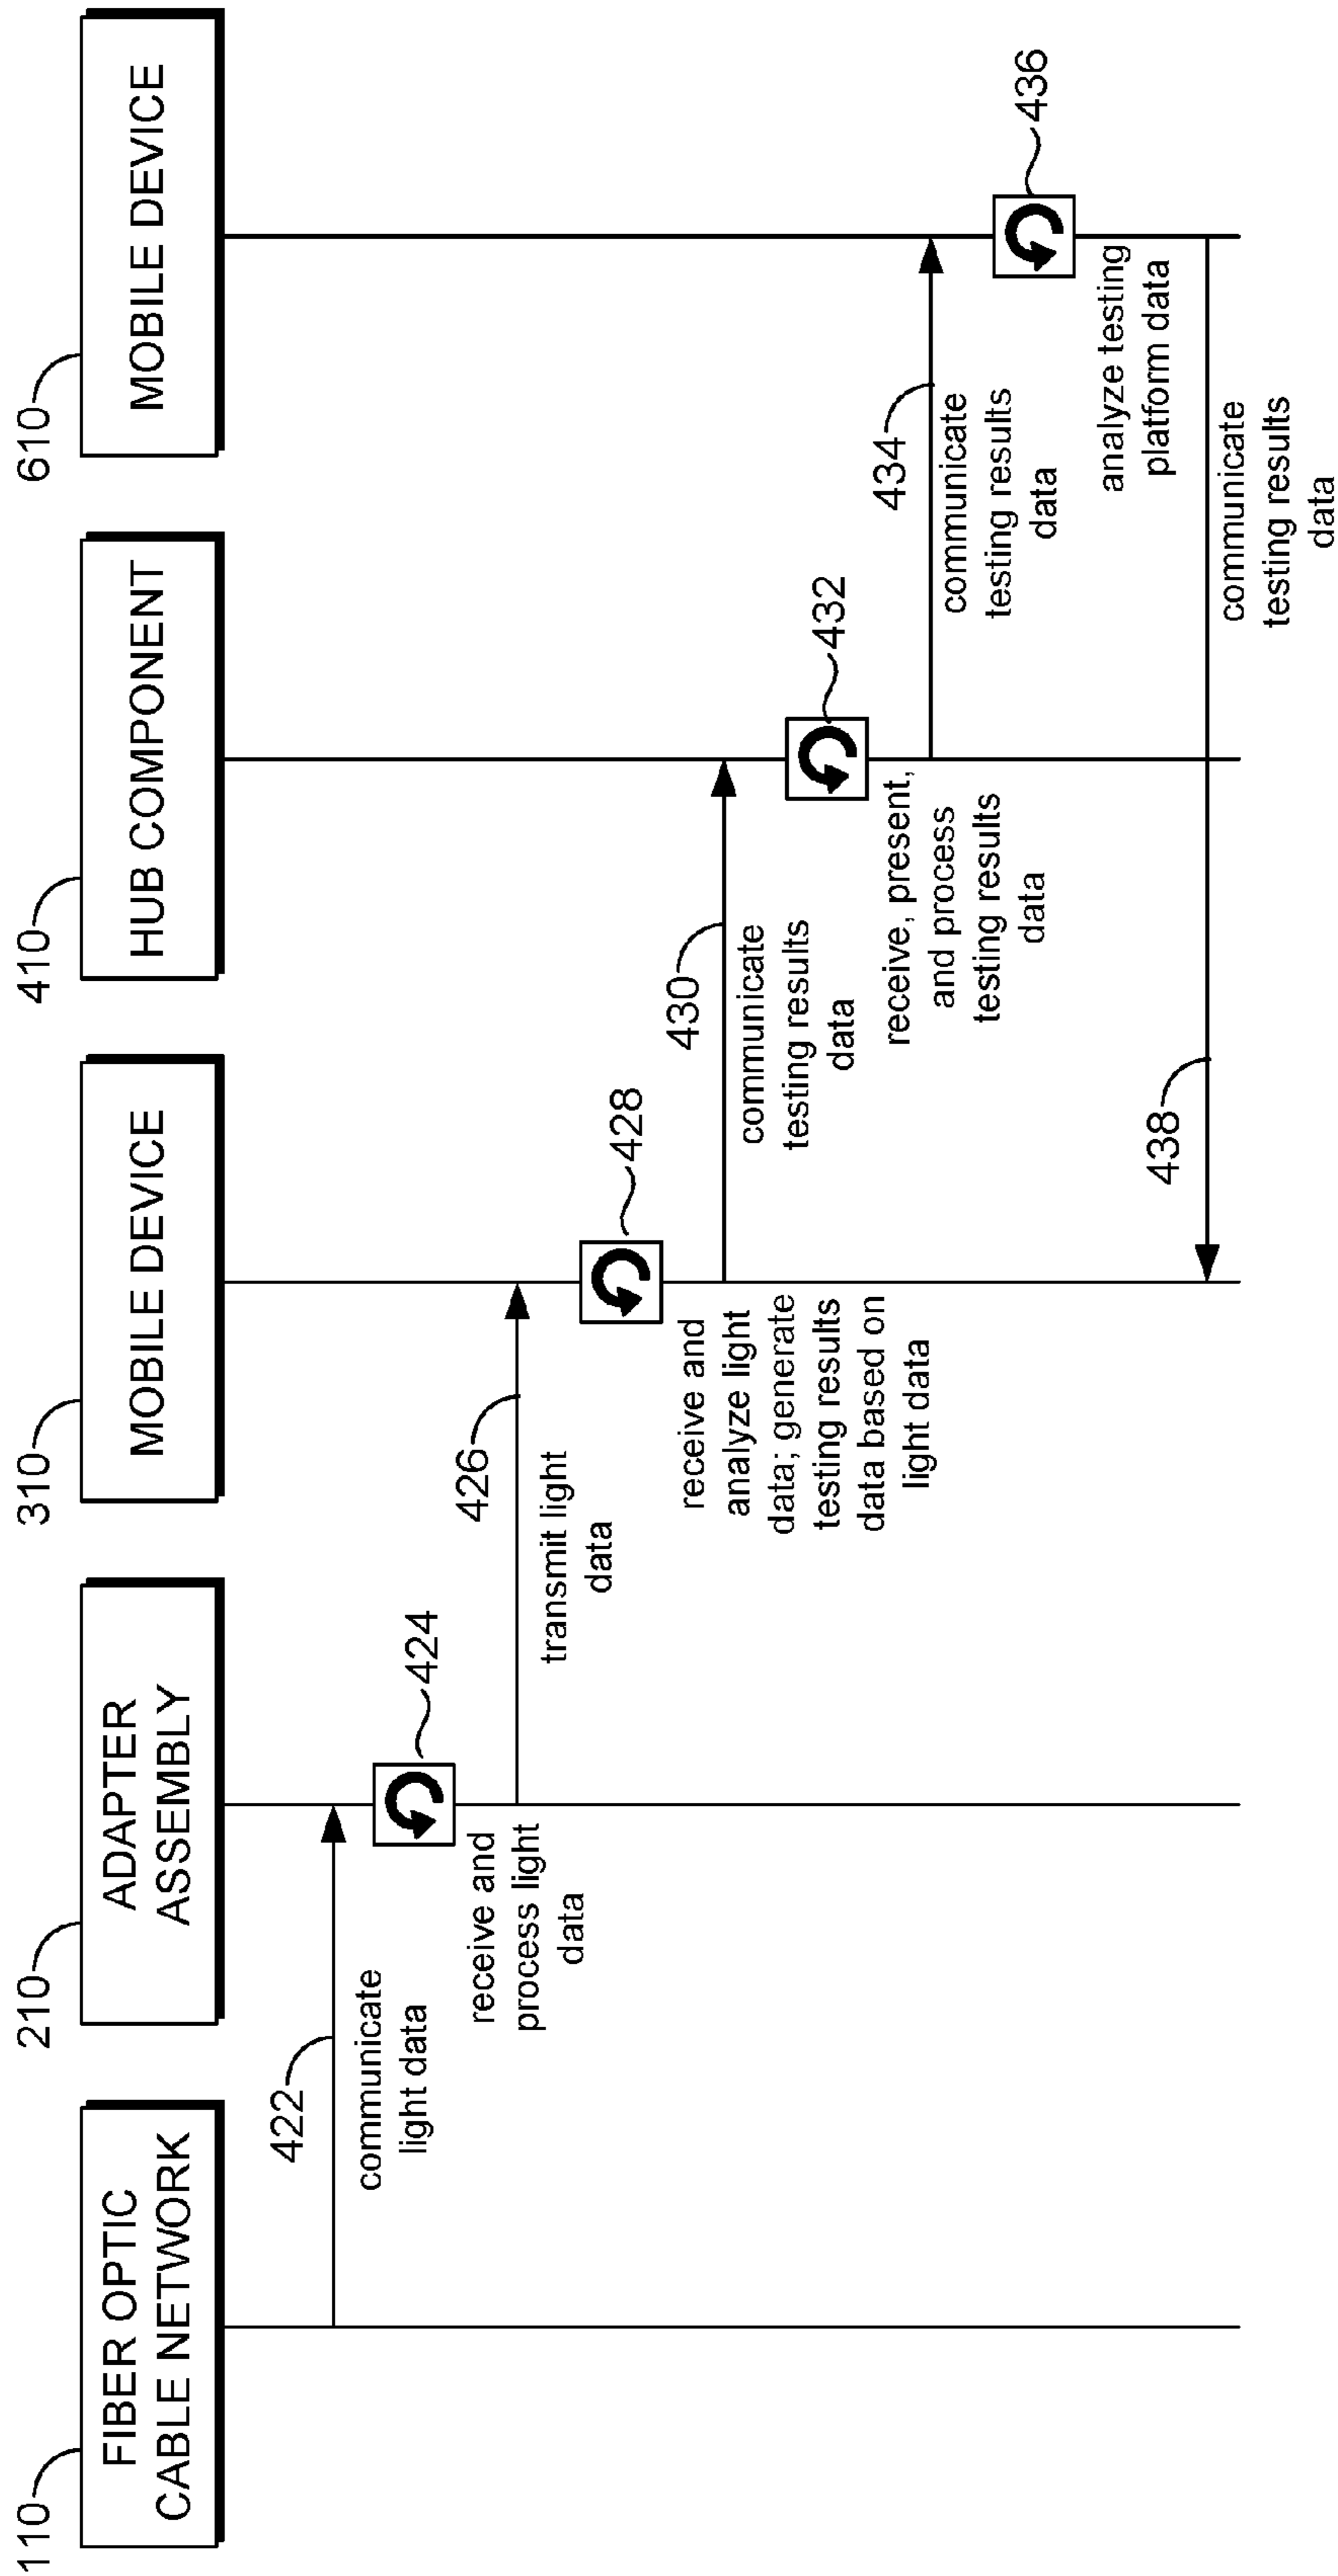 110
FIBER OPTIC
CABLE NETWORK
210
ADAPTER
ASSEMBLY
310
MOBILE DEVICE
410
HUB COMPONENT
610
MOBILE DEVICE
422
communicate
light data
424
receive and
process light
data
426
transmit light
data
428
receive and
analyze light
data; generate
testing results
data based on
light data
430
communicate
testing results
data
432
receive, present,
and process
testing results
data
434
communicate
testing results
data
436
analyze testing
platform data
438
communicate
testing results
data